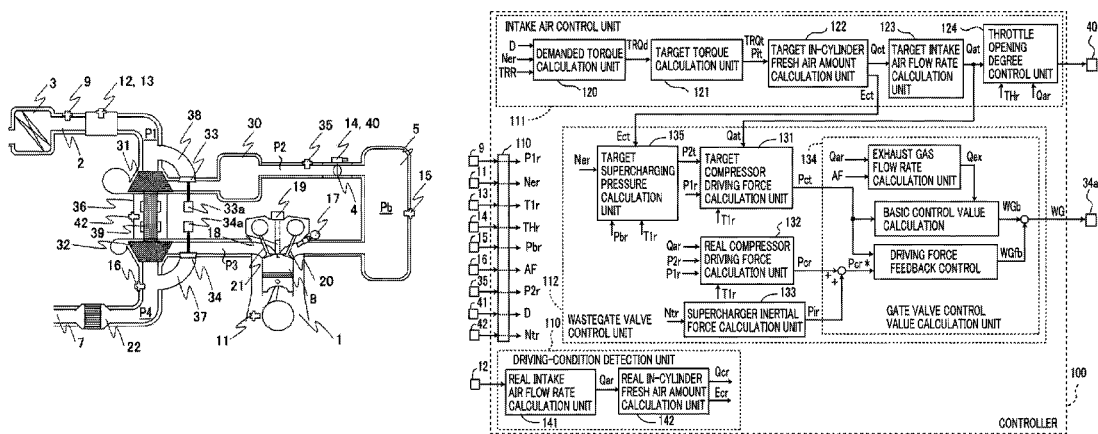 3
9
12, 13
38
33
30
35
14, 40
5
P1
P2
2
31
4
15
19
17
33a
34a
Pb
36
42
39
32
18
16
P3
21
20
B
34
P4
37
7
22
11
1
INTAKE AIR CONTROL UNIT
D
Ner
TRR
DEMANDED TORQUE
CALCULATION UNIT
120
TRQd
TARGET TORQUE
CALCULATION UNIT
121
TRQt
Pit
122
TARGET IN-CYLINDER
FRESH AIR AMOUNT
CALCULATION UNIT
Qct
Ect
123
TARGET INTAKE
AIR FLOW RATE
CALCULATION
UNIT
Qat
124
THROTTLE
OPENING
DEGREE
CONTROL UNIT
THr
Qar
40
111
9
11
13
14
15
16
35
41
42
110
P1r
Ner
T1r
THr
Pbr
AF
P2r
D
Ntr
Ner
Ect
135
TARGET
SUPERCHARGING
PRESSURE
CALCULATION
UNIT
Pbr
T1r
P2t
P1r
Qat
131
TARGET
COMPRESSOR
DRIVING FORCE
CALCULATION
UNIT
T1r
Pct
132
Qar
P2r
P1r
REAL COMPRESSOR
DRIVING FORCE
CALCULATION UNIT
T1r
Pcr
133
Ntr
SUPERCHARGER INERTIAL
FORCE CALCULATION UNIT
Pir
+
+
Pcr*
134
Qar
AF
EXHAUST GAS
FLOW RATE
CALCULATION UNIT
Qex
BASIC CONTROL VALUE
CALCULATION
WGb
DRIVING FORCE
FEEDBACK CONTROL
WGfb
WG
34a
GATE VALVE CONTROL
VALUE CALCULATION UNIT
112
WASTEGATE VALVE
CONTROL UNIT
110
DRIVING-CONDITION DETECTION UNIT
12
REAL INTAKE
AIR FLOW RATE
CALCULATION UNIT
141
Qar
REAL IN-CYLINDER
FRESH AIR AMOUNT
CALCULATION UNIT
142
Qcr
Ecr
100
CONTROLLER